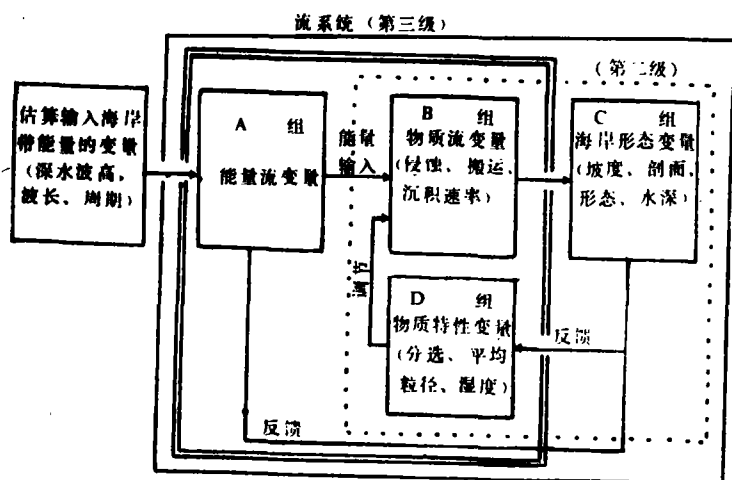 流系统（第三级）
（第二级）
估算输入海岸
带能量的变量
（深水波高，
波长、周期）
A 组
能量流变量
能量
输入
B 组
物质流变量
（侵蚀、搬运、
沉积速率）
C 组
海岸形态变量
（坡度、剖面，
形态、水深）
调节
D 组
物质特性变量
（分选、平均
粒径、湿度）
反馈
反馈